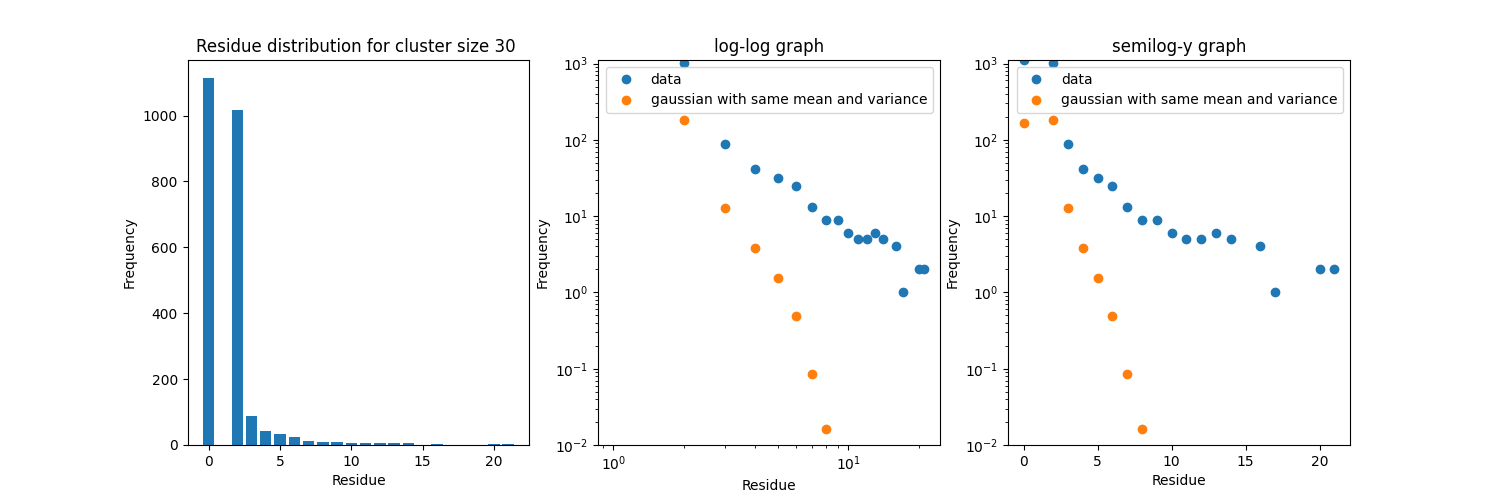 Residue distribution for cluster size 30
Frequency
1000
800
600
400
200
0
0 5 10 15 20
Residue
log-log graph
data
gaussian with same mean and variance
Frequency
10³
10²
10¹
10⁰
10⁻¹
10⁻²
10⁰ 10¹
Residue
semilog-y graph
data
gaussian with same mean and variance
Frequency
10³
10²
10¹
10⁰
10⁻¹
10⁻²
0 5 10 15 20
Residue